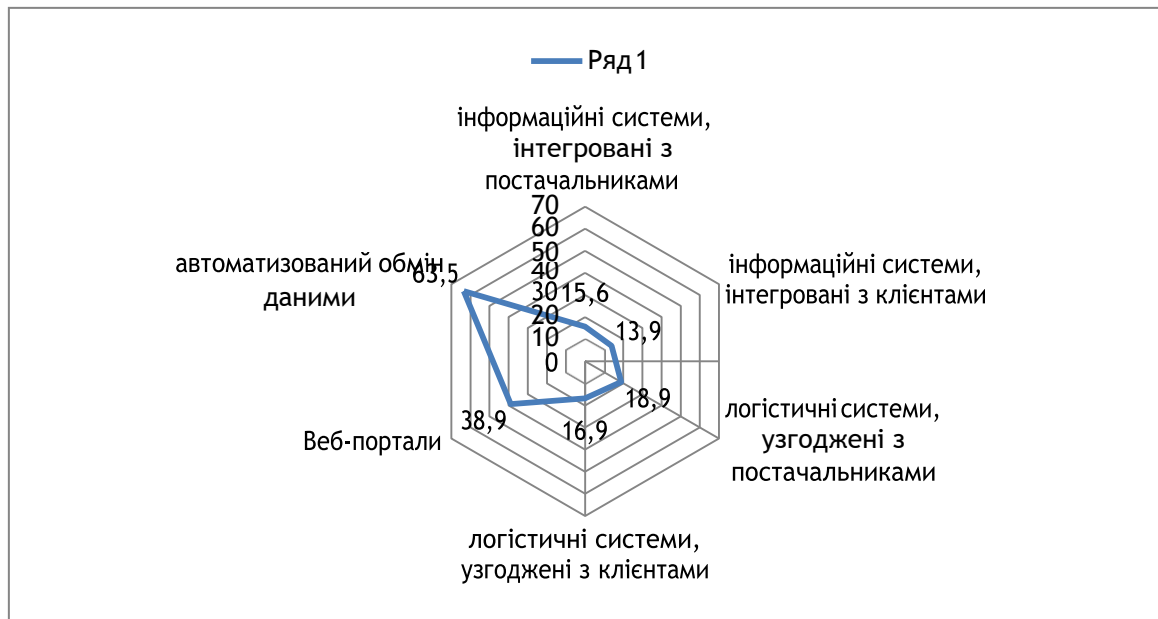 Ряд1
інформаційні системи,
інтегровані з
постачальниками
70
60
50
40
30
20
10
0
автоматизований обмін
даними
63,5
15,6
інформаційні системи,
інтегровані з клієнтами
13,9
18,9
логістичні системи,
узгоджені з
постачальниками
16,9
38,9
Веб-портали
логістичні системи,
узгоджені з клієнтами